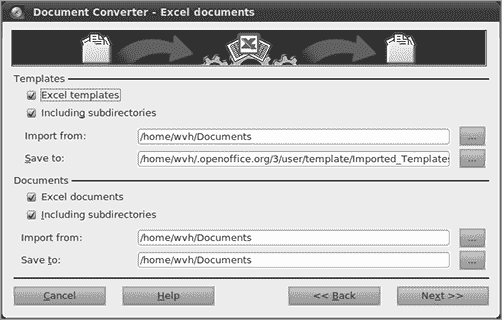 Document Converter - Excel documents
Templates
Excel templates
Including subdirectories
Import from: /home/wvh/Documents ...
Save to: /home/wvh/.openoffice.org/3/user/template/Imported_Templates ...
Documents
Excel documents
Including subdirectories
Import from: /home/wvh/Documents ...
Save to: /home/wvh/Documents ...
Cancel Help << Back Next >>